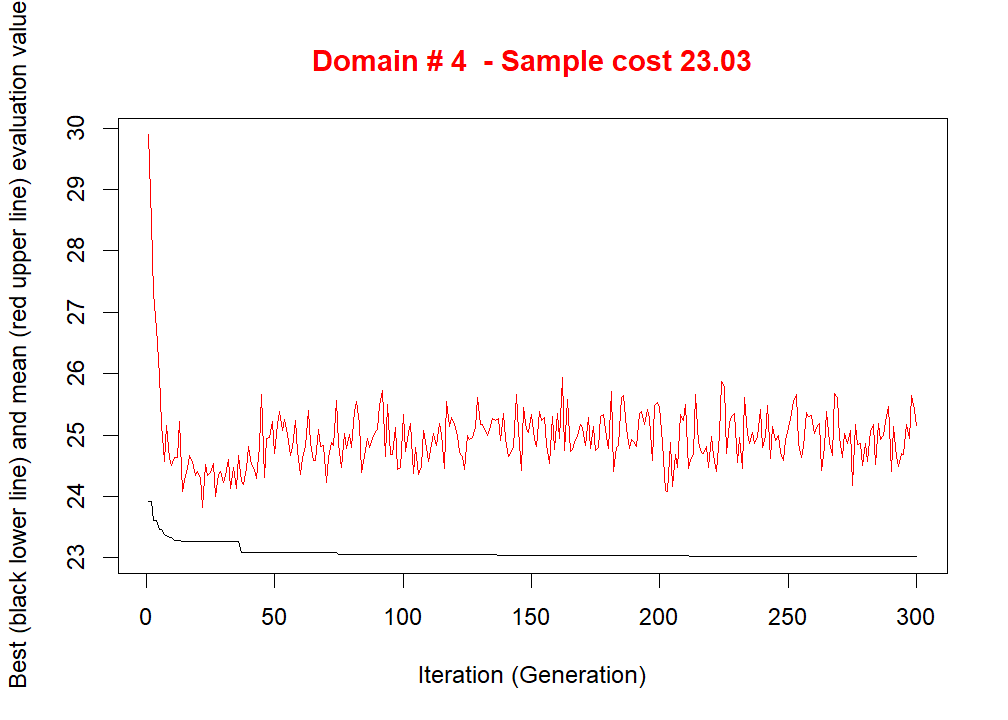 Domain # 4  - Sample cost 23.03
Best (black lower line) and mean (red upper line) evaluation value
30
29
28
27
26
25
24
23
0 50 100 150 200 250 300
Iteration (Generation)